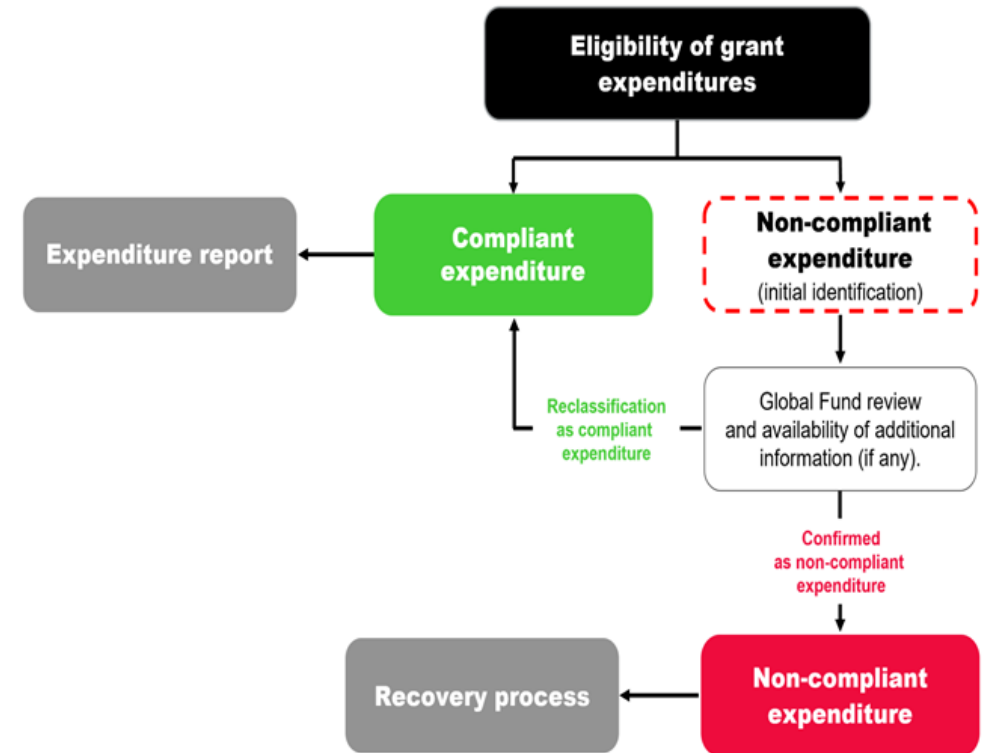 Eligibility of grant
expenditures
Expenditure report
Compliant
expenditure
Non-compliant
expenditure
(initial identification)
Reclassification
as compliant
expenditure
Global Fund review
and availability of additional
information (if any).
Confirmed
as non-compliant
expenditure
Recovery process
Non-compliant
expenditure